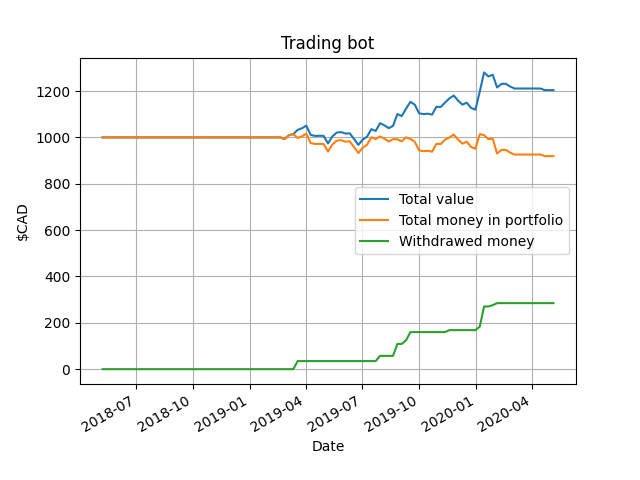 Trading bot
1200
1000
800
600
400
200
0
$CAD
Total value
Total money in portfolio
Withdrawed money
2018-07
2018-10
2019-01
2019-04
2019-07
2019-10
2020-01
2020-04
Date